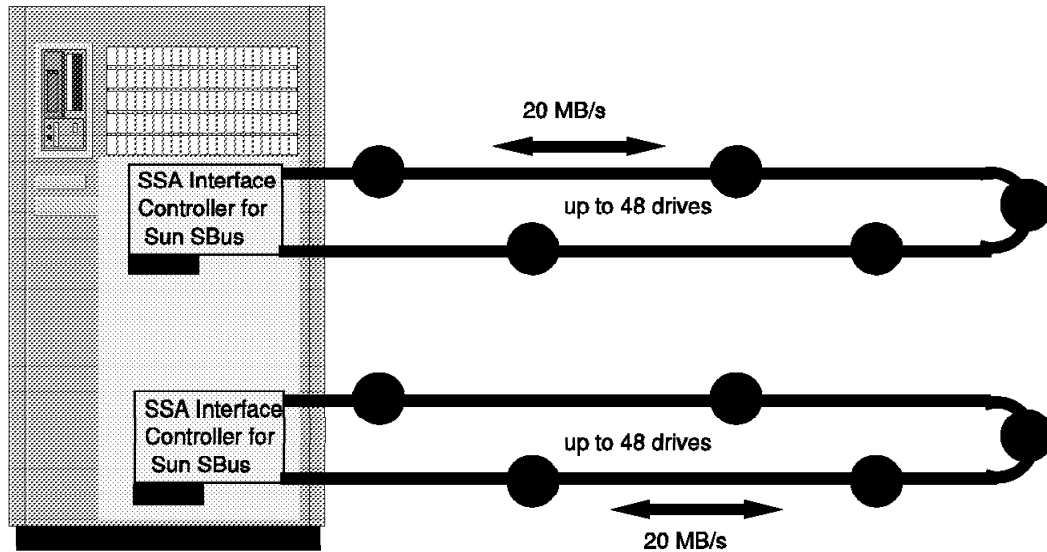 20 MB/s
SSA Interface
Controller for
Sun SBus
up to 48 drives
SSA Interface
Controller for
Sun SBus
up to 48 drives
20 MB/s